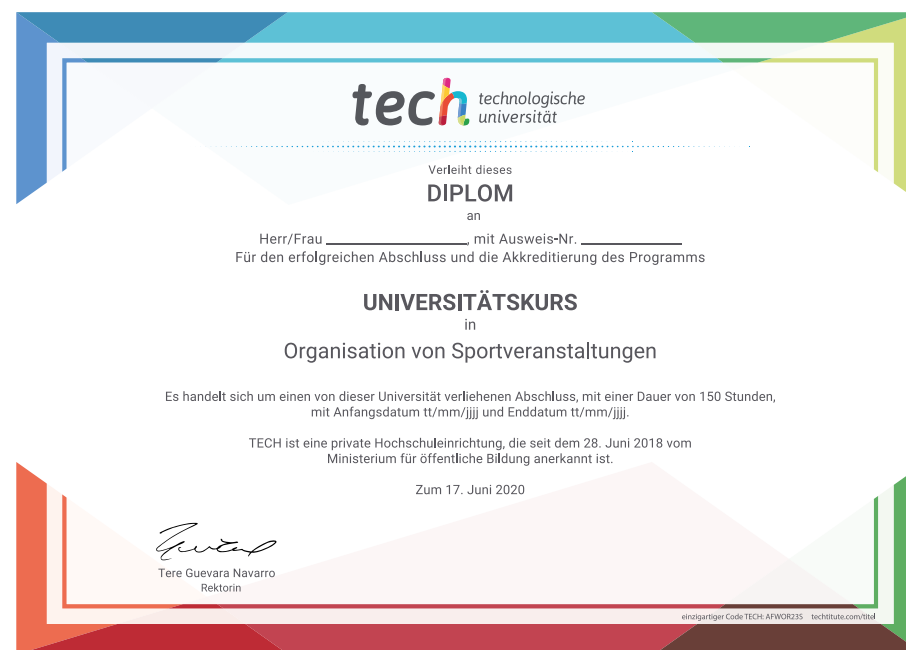 tech technologische
universität
Verleiht dieses
DIPLOM
an
Herr/Frau ____________________, mit Ausweis-Nr. ______________
Für den erfolgreichen Abschluss und die Akkreditierung des Programms
UNIVERSITÄTSKURS
in
Organisation von Sportveranstaltungen
Es handelt sich um einen von dieser Universität verliehenen Abschluss, mit einer Dauer von 150 Stunden,
mit Anfangsdatum tt/mm/jjjj und Enddatum tt/mm/jjjj.
TECH ist eine private Hochschuleinrichtung, die seit dem 28. Juni 2018 vom
Ministerium für öffentliche Bildung anerkannt ist.
Zum 17. Juni 2020
Tere Guevara Navarro
Rektorin
einzigartiger Code TECH: AFWOR235 techtitute.com/titel